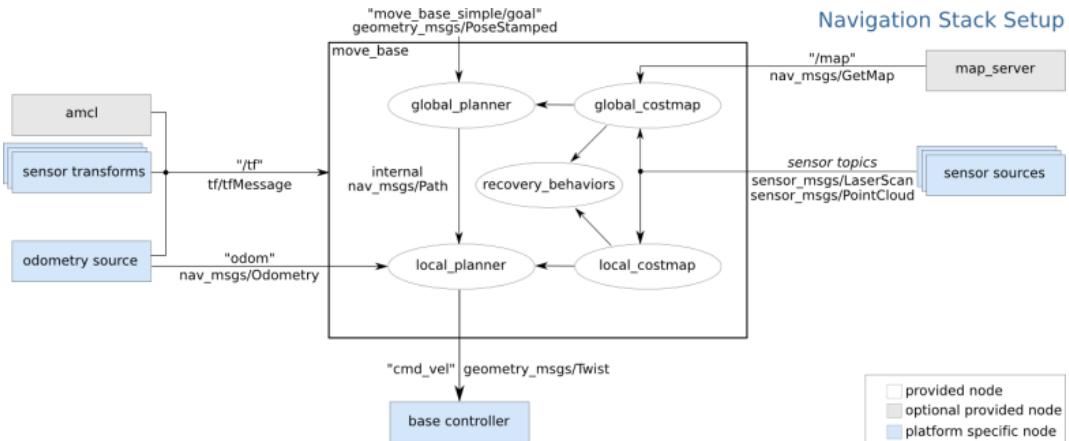 Navigation Stack Setup
"move_base_simple/goal"
geometry_msgs/PoseStamped
move_base
"/map"
nav_msgs/GetMap
map_server
global_planner
global_costmap
amcl
sensor transforms
"/tf"
tf/tfMessage
internal
nav_msgs/Path
recovery_behaviors
sensor topics
sensor_msgs/LaserScan
sensor_msgs/PointCloud
sensor sources
odometry source
"odom"
nav_msgs/Odometry
local_planner
local_costmap
"cmd_vel" geometry_msgs/Twist
base controller
provided node
optional provided node
platform specific node